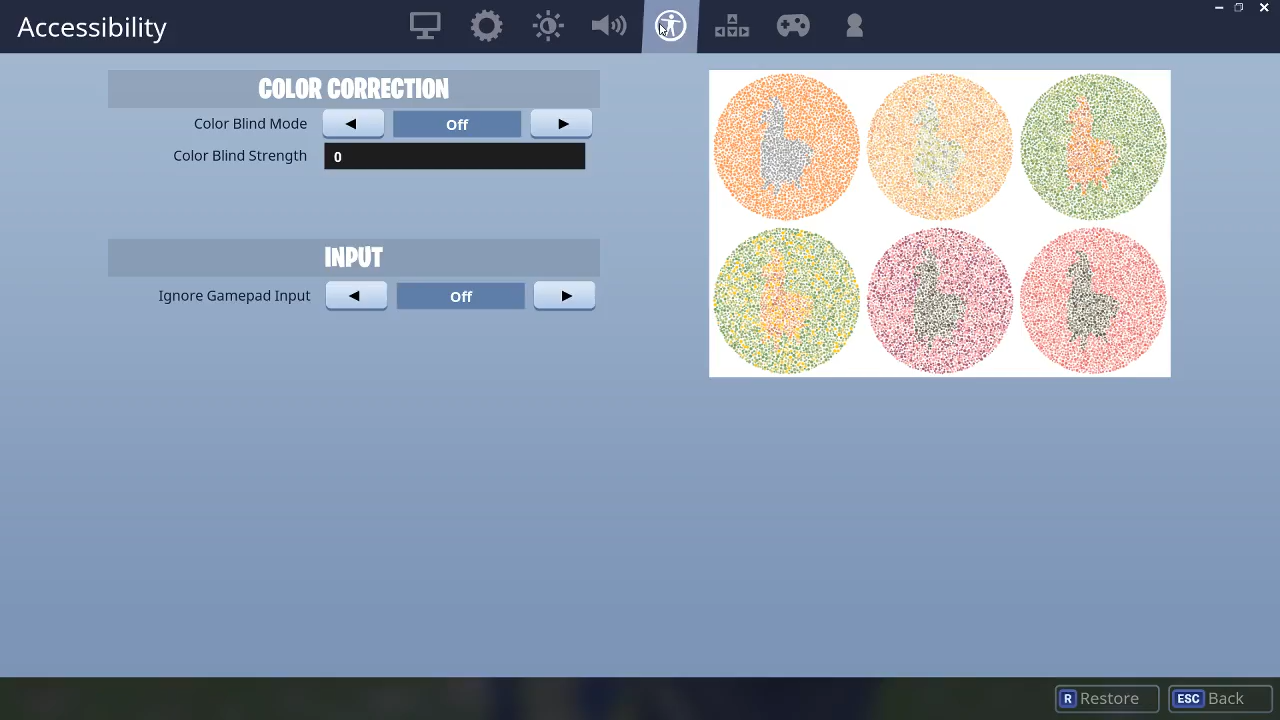 Accessibility
COLOR CORRECTION
Color Blind Mode ◀ Off ▶
Color Blind Strength 0
INPUT
Ignore Gamepad Input ◀ Off ▶
R Restore ESC Back